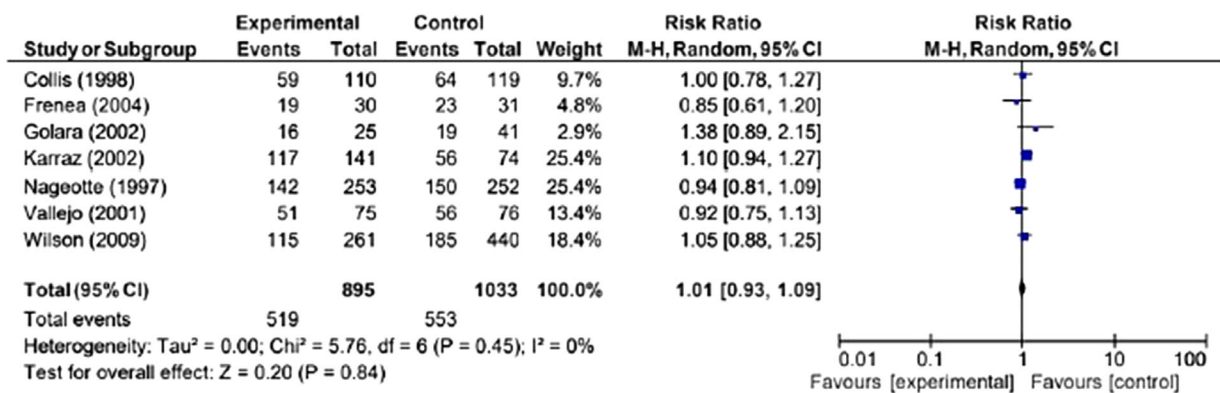 Experimental Control Risk Ratio Risk Ratio
Study or Subgroup Events Total Events Total Weight M-H, Random, 95% CI M-H, Random, 95% CI
Collis (1998) 59 110 64 119 9.7% 1.00 [0.78, 1.27]
Frenea (2004) 19 30 23 31 4.8% 0.85 [0.61, 1.20]
Golara (2002) 16 25 19 41 2.9% 1.38 [0.89, 2.15]
Karraz (2002) 117 141 56 74 25.4% 1.10 [0.94, 1.27]
Nageotte (1997) 142 253 150 252 25.4% 0.94 [0.81, 1.09]
Vallejo (2001) 51 75 56 76 13.4% 0.92 [0.75, 1.13]
Wilson (2009) 115 261 185 440 18.4% 1.05 [0.88, 1.25]
Total (95% CI) 895 1033 100.0% 1.01 [0.93, 1.09]
Total events 519 553
Heterogeneity: Tau² = 0.00; Chi² = 5.76, df = 6 (P = 0.45); I² = 0%
Test for overall effect: Z = 0.20 (P = 0.84)
0.01 0.1 1 10 100
Favours [experimental] Favours [control]